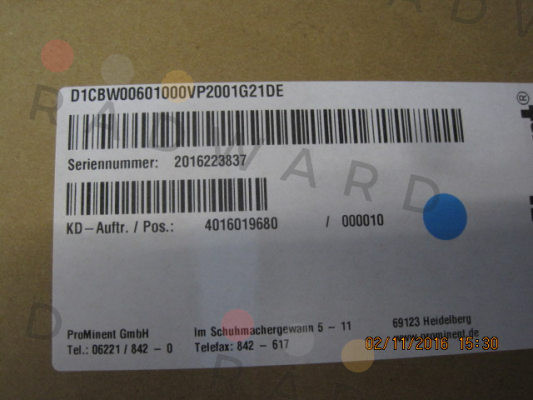 D1CBW00601000VP2001G21DE
Seriennummer: 2016223837
KD-Auftr. / Pos.: 4016019680 / 000010
ProMinent GmbH Im Schuhmachergewann 5 - 11 69123 Heidelberg
Tel.: 06221 / 842 - 0 Telefax: 842 - 617 www.prominent.de
02/11/2016 15:30
RADWARD